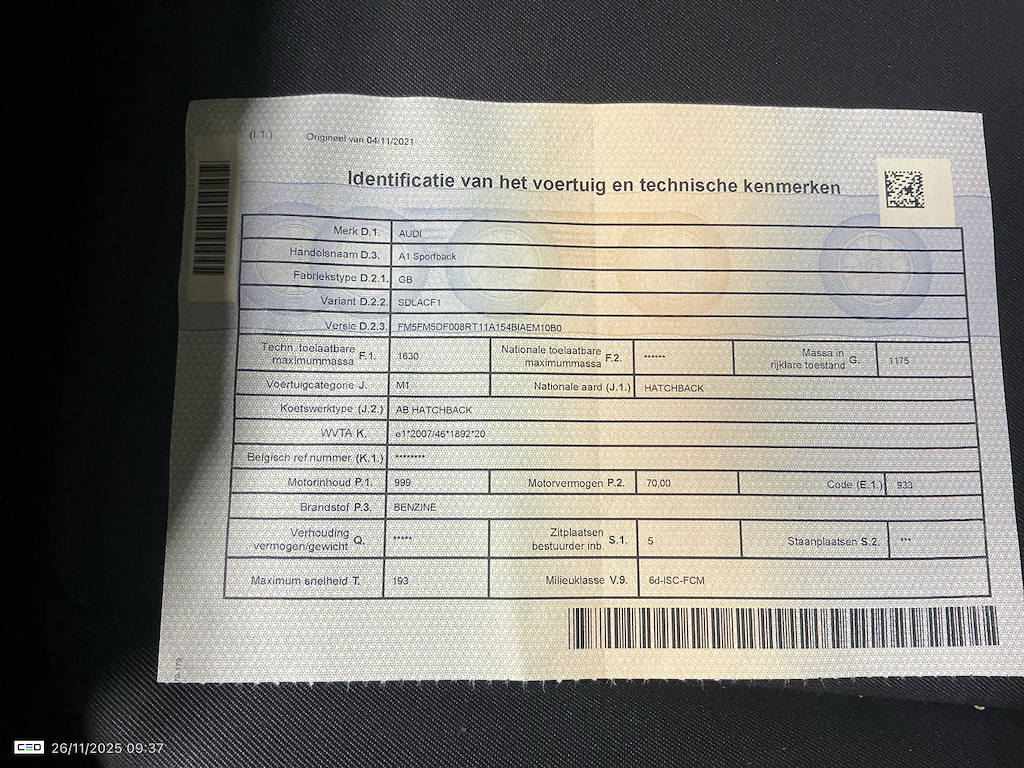 (I.1.) Origineel van 04/11/2021
Identificatie van het voertuig en technische kenmerken
Merk D.1. AUDI
Handelsnaam D.3. A1 Sportback
Fabriekstype D.2.1. GB
Variant D.2.2. SDLACF1
Versie D.2.3. FM5FM5DF008RT11A154BIAEM10B0
Techn. toelaatbare maximummassa F.1. 1630 Nationale toelaatbare maximummassa F.2. ****** Massa in rijklare toestand G. 1175
Voertuigcategorie J. M1 Nationale aard (J.1.) HATCHBACK
Koetswerktype (J.2.) AB HATCHBACK
WVTA K. e1*2007/46*1892*20
Belgisch ref.nummer (K.1.) ********
Motorinhoud P.1. 999 Motorvermogen P.2. 70,00 Code (E.1.) 933
Brandstof P.3. BENZINE
Verhouding vermogen/gewicht Q. ***** Zitplaatsen bestuurder inb. S.1. 5 Staanplaatsen S.2. ***
Maximum snelheid T. 193 Milieuklasse V.9. 6d-ISC-FCM
CEO 26/11/2025 09:37